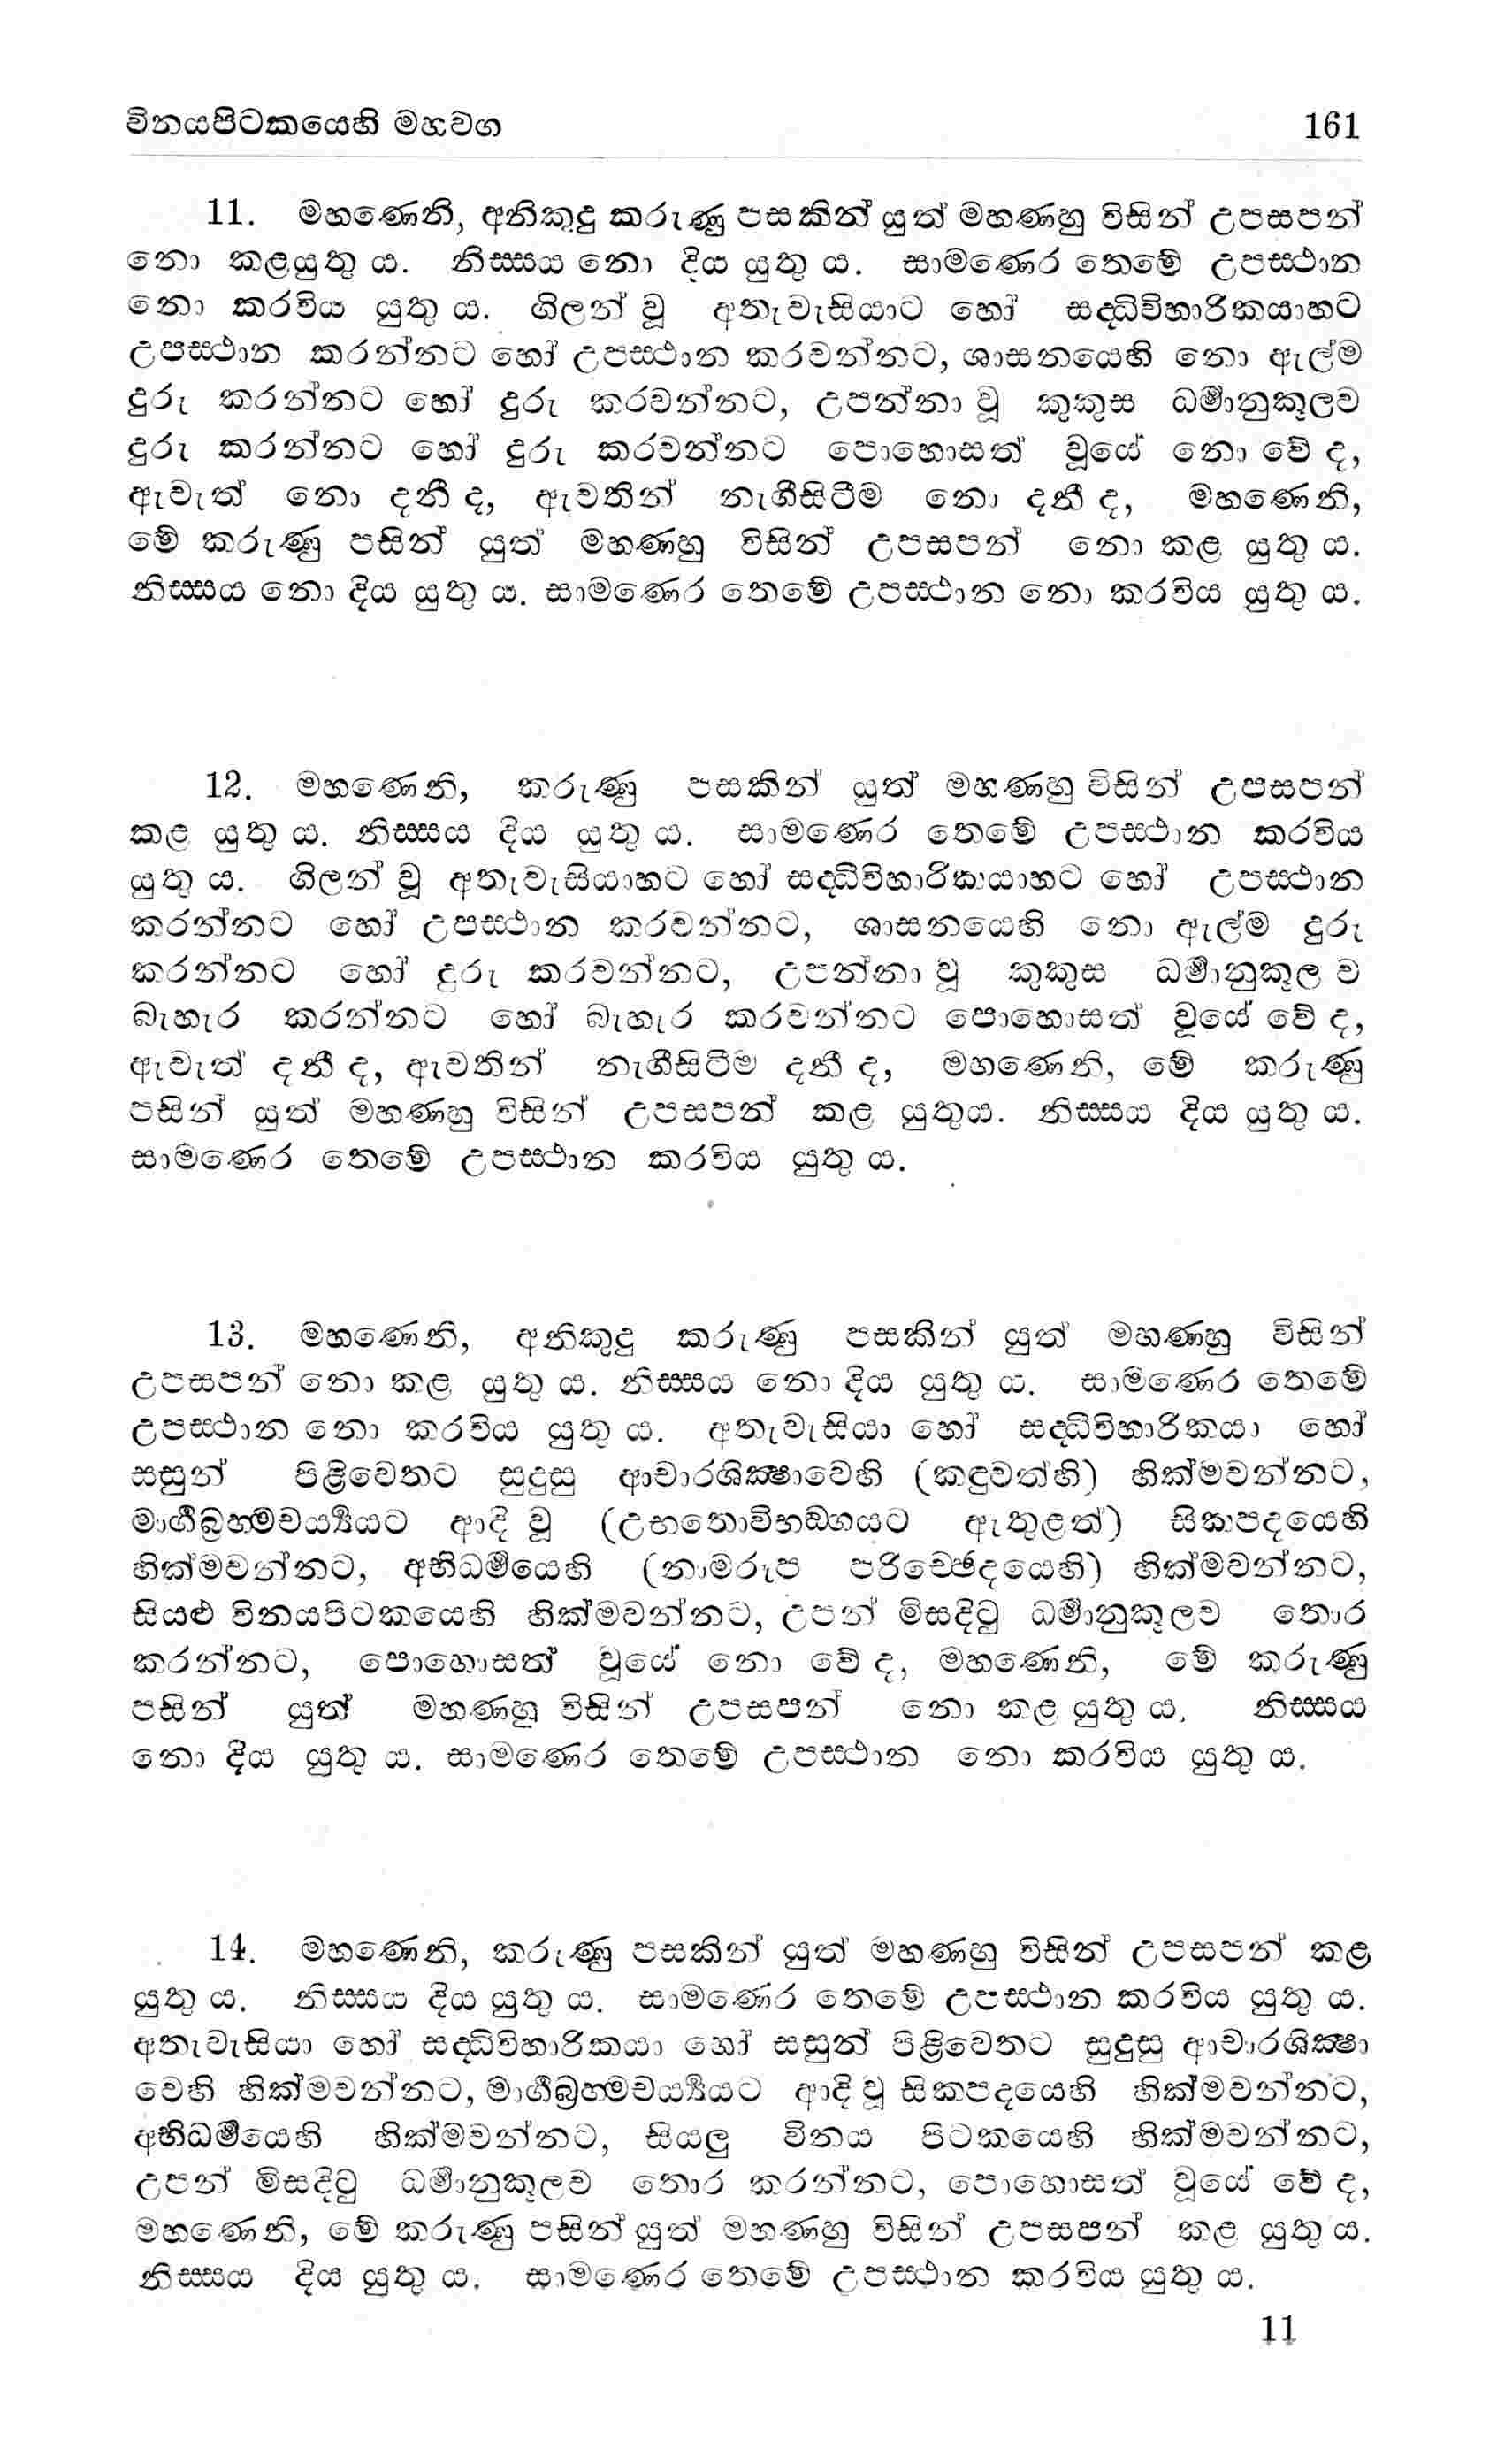 විනයපිටකයෙහි මහවග 161
11. මහණෙනි, අනිකුදු කරුණු පසකින් යුත් මහණහු විසින් උපසපන්
නො කළයුතු ය. නිස්සය නො දිය යුතු ය. සාමණෙර තෙමේ උපස්ථාන
නො කරවිය යුතු ය. ගිලන් වූ අතැවැසියාට හෝ සද්ධිවිහාරිකයාහට
උපස්ථාන කරන්නට හෝ උපස්ථාන කරවන්නට, ශාසනයෙහි නො ඇල්ම
දුරු කරන්නට හෝ දුරු කරවන්නට, උපන්නා වූ කුකුස ධර්‍මානුකූලව
දුරු කරන්නට හෝ දුරු කරවන්නට පොහොසත් වූයේ නො වේ ද,
ඇවැත් නො දනී ද, ඇවතින් නැගීසිටීම නො දනී ද, මහණෙනි,
මේ කරුණු පසින් යුත් මහණහු විසින් උපසපන් නො කළ යුතු ය.
නිස්සය නො දිය යුතු ය. සාමණෙර තෙමේ උපස්ථාන නො කරවිය යුතු ය.
12. මහණෙනි, කරුණු පසකින් යුත් මහණහු විසින් උපසපන්
කළ යුතු ය. නිස්සය දිය යුතු ය. සාමණෙර තෙමේ උපස්ථාන කරවිය
යුතු ය. ගිලන් වූ අතැවැසියාහට හෝ සද්ධිවිහාරිකයාහට හෝ උපස්ථාන
කරන්නට හෝ උපස්ථාන කරවන්නට, ශාසනයෙහි නො ඇල්ම දුරු
කරන්නට හෝ දුරු කරවන්නට, උපන්නා වූ කුකුස ධර්‍මානුකූල ව
බැහැර කරන්නට හෝ බැහැර කරවන්නට පොහොසත් වූයේ වේ ද,
ඇවැත් දනී ද, ඇවතින් නැගීසිටීම දනී ද, මහණෙනි, මේ කරුණු
පසින් යුත් මහණහු විසින් උපසපන් කළ යුතුය. නිස්සය දිය යුතු ය.
සාමණෙර තෙමේ උපස්ථාන කරවිය යුතු ය.
13. මහණෙනි, අනිකුදු කරුණු පසකින් යුත් මහණහු විසින්
උපසපන් නො කළ යුතු ය. නිස්සය නො දිය යුතු ය. සාමණෙර තෙමේ
උපස්ථාන නො කරවිය යුතු ය. අතැවැසියා හෝ සද්ධිවිහාරිකයා හෝ
සසුන් පිළිවෙතට සුදුසු ආචාරශික්‍ෂාවෙහි (කඳුවත්හි) හික්මවන්නට,
මාර්‍ගබ්‍රහ්මචර්‍ය්‍යයට ආදි වූ (උභතොවිභඞ්ගයට ඇතුළත්) සිකපදයෙහි
හික්මවන්නට, අභිධර්‍මයෙහි (නාමරූප පරිච්ඡෙදයෙහි) හික්මවන්නට,
සියළු විනයපිටකයෙහි හික්මවන්නට, උපන් මිසදිටු ධර්‍මානුකූලව තොර
කරන්නට, පොහොසත් වූයේ නො වේ ද, මහණෙනි, මේ කරුණු
පසින් යුත් මහණහු විසින් උපසපන් නො කළ යුතු ය. නිස්සය
නො දිය යුතු ය. සාමණෙර තෙමේ උපස්ථාන නො කරවිය යුතු ය.
14. මහණෙනි, කරුණු පසකින් යුත් මහණහු විසින් උපසපන් කළ
යුතු ය. නිස්සය දිය යුතු ය. සාමණේර තෙමේ උපස්ථාන කරවිය යුතු ය.
අතැවැසියා හෝ සද්ධිවිහාරිකයා හෝ සසුන් පිළිවෙතට සුදුසු ආචාරශික්‍ෂා
වෙහි හික්මවන්නට, මාර්‍ගබ්‍රහ්මචර්‍ය්‍යයට ආදි වූ සිකපදයෙහි හික්මවන්නට,
අභිධර්‍මයෙහි හික්මවන්නට, සියලු විනය පිටකයෙහි හික්මවන්නට,
උපන් මිසදිටු ධර්‍මානුකූලව තොර කරන්නට, පොහොසත් වූයේ වේ ද,
මහණෙනි, මේ කරුණු පසින් යුත් මහණහු විසින් උපසපන් කළ යුතු ය.
නිස්සය දිය යුතු ය. සාමණෙර තෙමේ උපස්ථාන කරවිය යුතු ය.
11